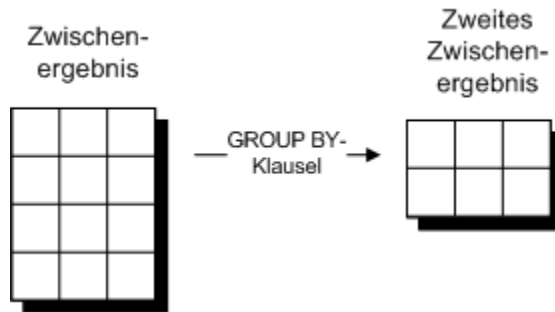 Zwischen-
ergebnis
GROUP BY-
Klausel
Zweites
Zwischen-
ergebnis